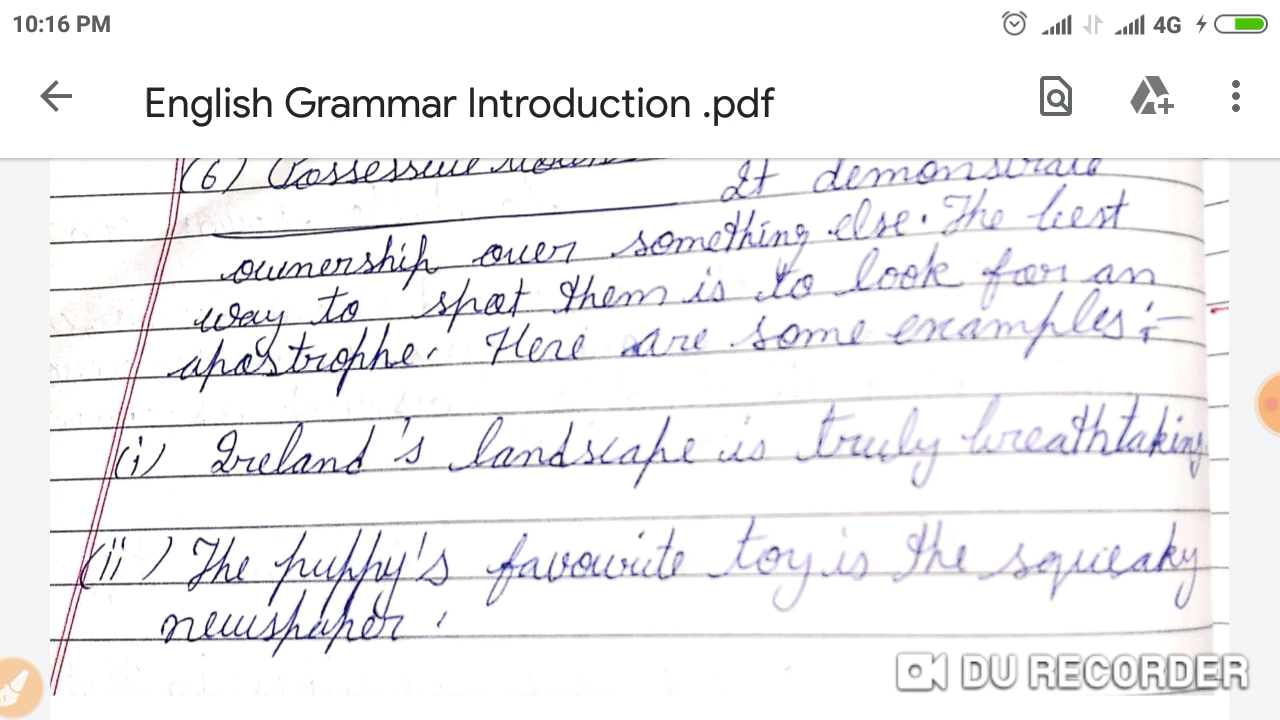 10:16 PM
4G
English Grammar Introduction .pdf
(6) Possessive Noun
It demonstrate
ownership over something else. The best
way to spot them is to look for an
apostrophe. Here are some examples :-
(i) Ireland's landscape is truly breathtaking
(ii) The puppy's favourite toy is the squeaky
newspaper.
DU RECORDER